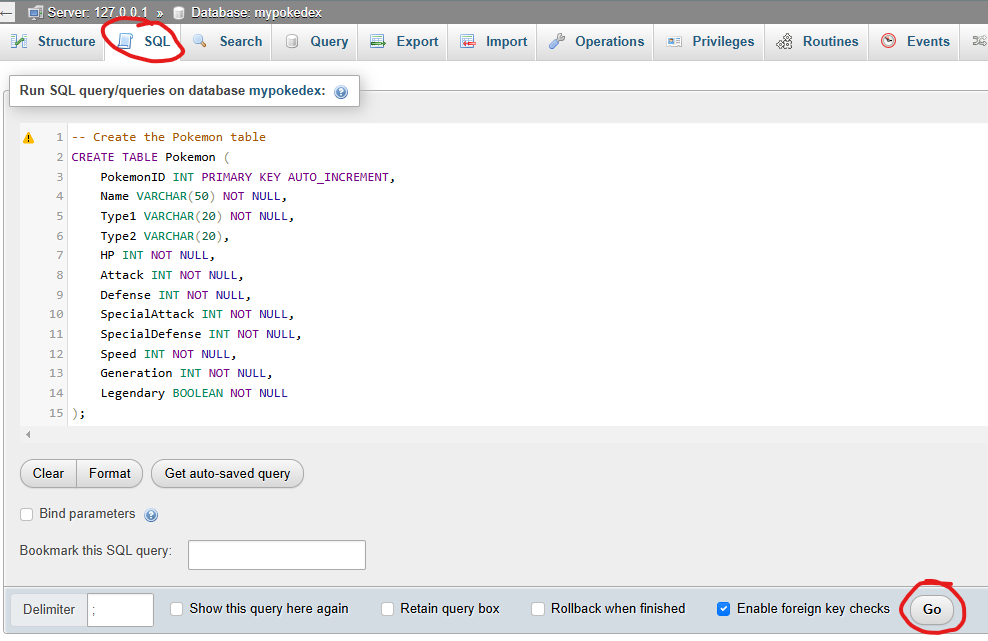 Server: 127.0.0.1 » Database: mypokedex
Structure SQL Search Query Export Import Operations Privileges Routines Events
Run SQL query/queries on database mypokedex:
1 -- Create the Pokemon table
2 CREATE TABLE Pokemon (
3 PokemonID INT PRIMARY KEY AUTO_INCREMENT,
4 Name VARCHAR(50) NOT NULL,
5 Type1 VARCHAR(20) NOT NULL,
6 Type2 VARCHAR(20),
7 HP INT NOT NULL,
8 Attack INT NOT NULL,
9 Defense INT NOT NULL,
10 SpecialAttack INT NOT NULL,
11 SpecialDefense INT NOT NULL,
12 Speed INT NOT NULL,
13 Generation INT NOT NULL,
14 Legendary BOOLEAN NOT NULL
15 );
Clear Format Get auto-saved query
Bind parameters
Bookmark this SQL query:
Delimiter ; Show this query here again Retain query box Rollback when finished Enable foreign key checks Go